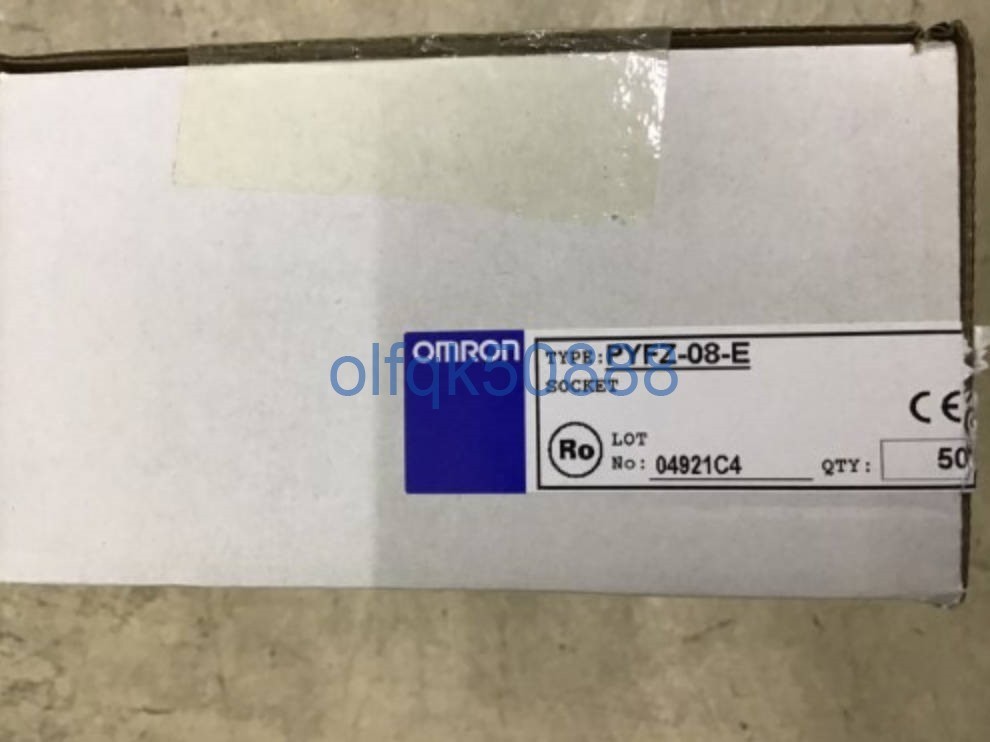 OMRON
TYPE: PYFZ-08-E
SOCKET
olfqk50888
CE
Ro
LOT
No: 04921C4
QTY: 50